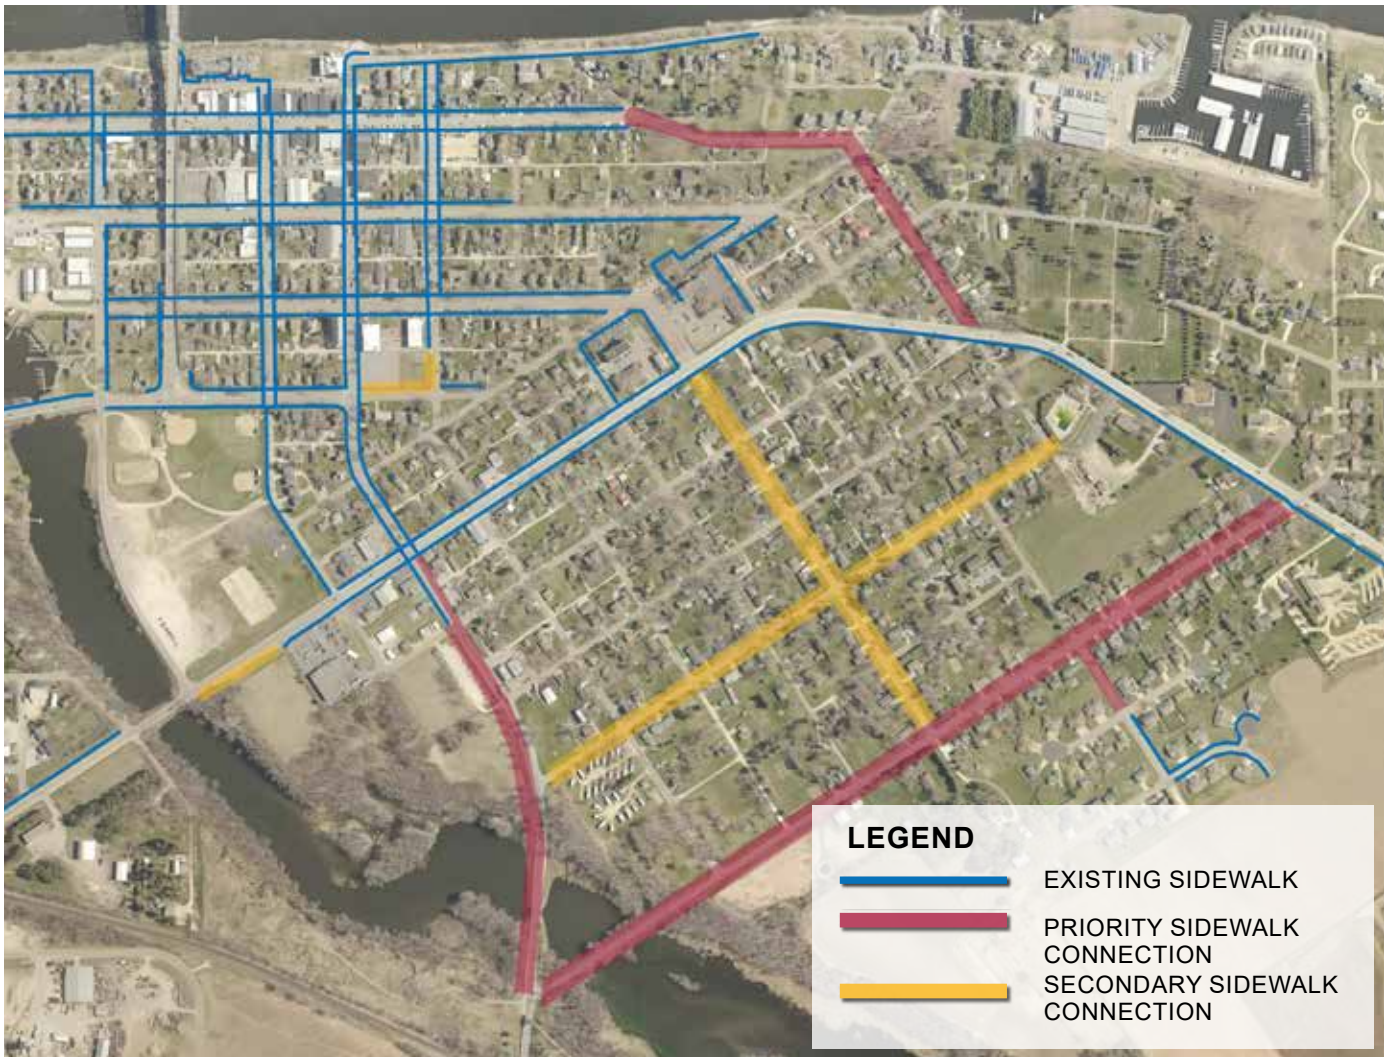 LEGEND
EXISTING SIDEWALK
PRIORITY SIDEWALK
CONNECTION
SECONDARY SIDEWALK
CONNECTION